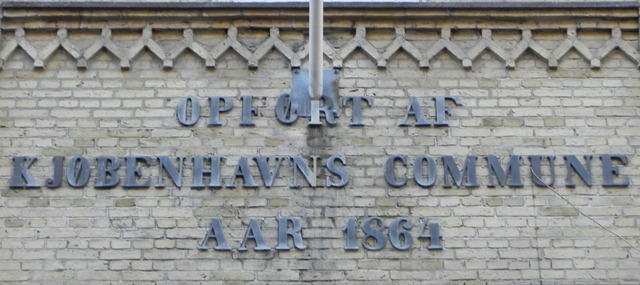 OPFØRT AF
KJØBENHAVNS COMMUNE
AAR 1864